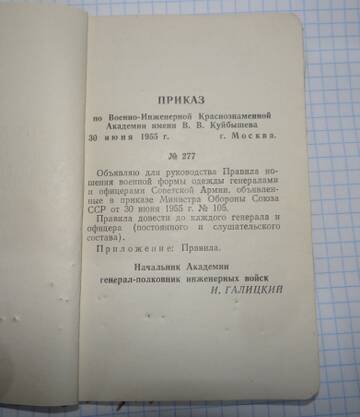 ПРИКАЗ
по Военно-Инженерной Краснознаменной
Академии имени В. В. Куйбышева
30 июня 1955 г. г. Москва.
№ 277
Объявляю для руководства Правила но-
шения военной формы одежды генералами
и офицерами Советской Армии, объявлен-
ные в приказе Министра Обороны Союза
ССР от 30 июня 1955 г. № 105.
Правила довести до каждого генерала и
офицера (постоянного и слушательского
состава).
Приложение: Правила.
Начальник Академии
генерал-полковник инженерных войск
И. ГАЛИЦКИЙ